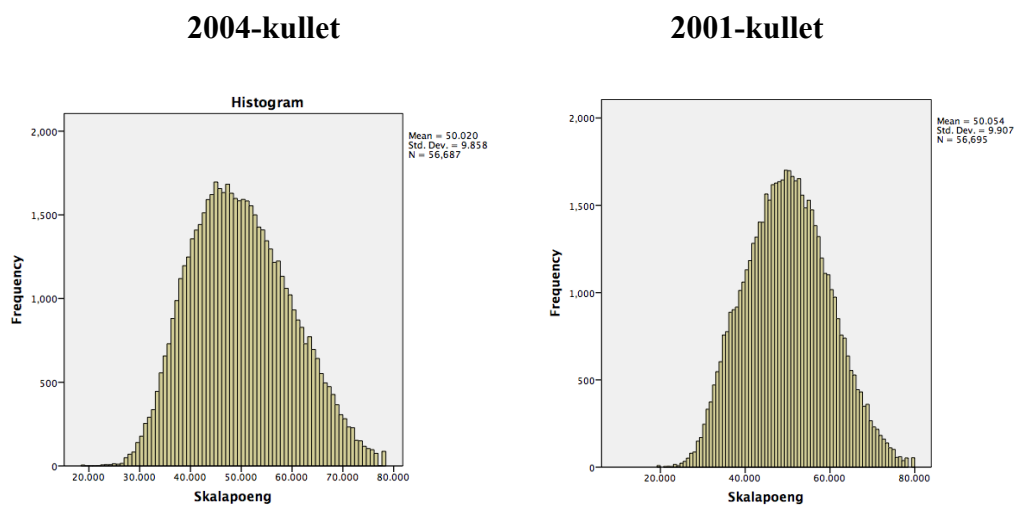 2004-kullet
2001-kullet
Histogram
2,000
1,500
1,000
500
0
Frequency
20.000 30.000 40.000 50.000 60.000 70.000 80.000
Skalapoeng
Mean = 50.020
Std. Dev. = 9.858
N = 56,687
2,000
1,500
1,000
500
0
Frequency
20.000 40.000 60.000 80.000
Skalapoeng
Mean = 50.054
Std. Dev. = 9.907
N = 56,695